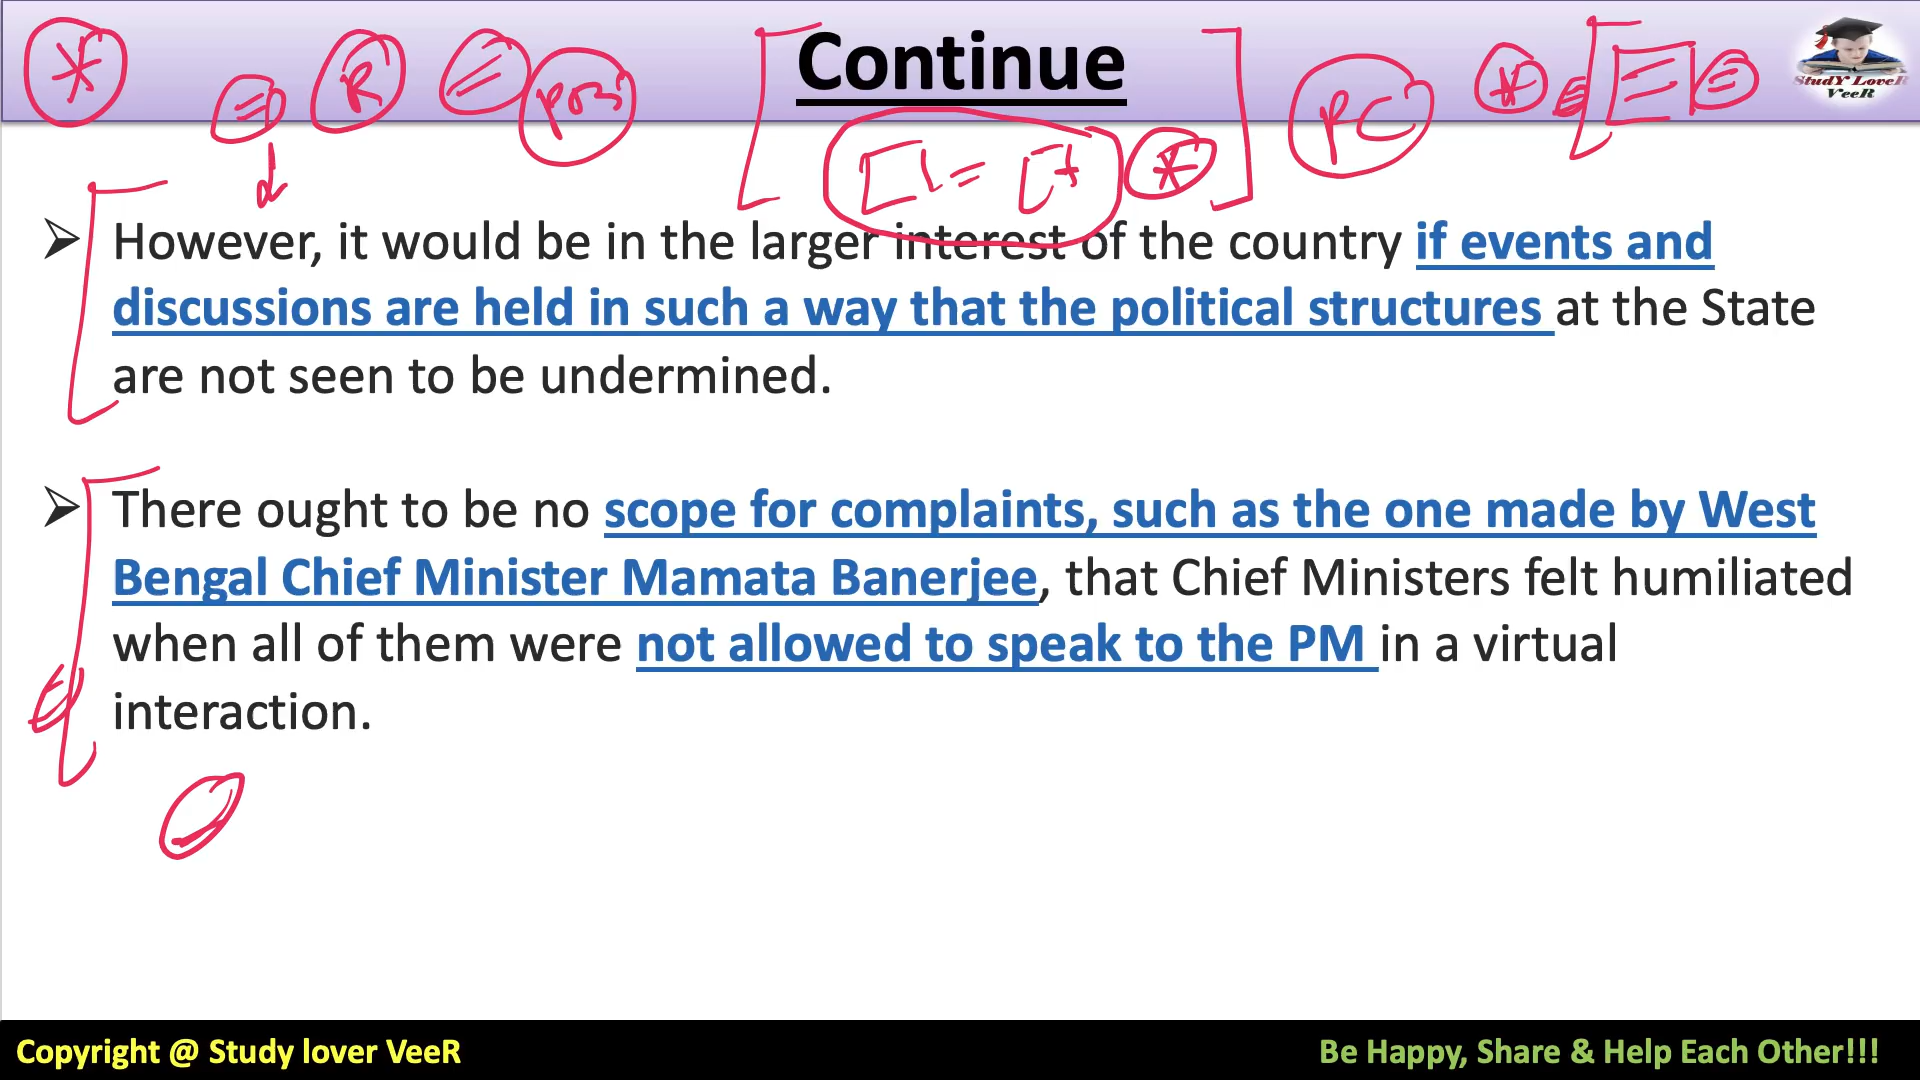 Continue
StudY LoveR
VeeR
R
POB
PC
➢ However, it would be in the larger interest of the country if events and
discussions are held in such a way that the political structures at the State
are not seen to be undermined.
➢ There ought to be no scope for complaints, such as the one made by West
Bengal Chief Minister Mamata Banerjee, that Chief Ministers felt humiliated
when all of them were not allowed to speak to the PM in a virtual
interaction.
Copyright @ Study lover VeeR
Be Happy, Share & Help Each Other!!!